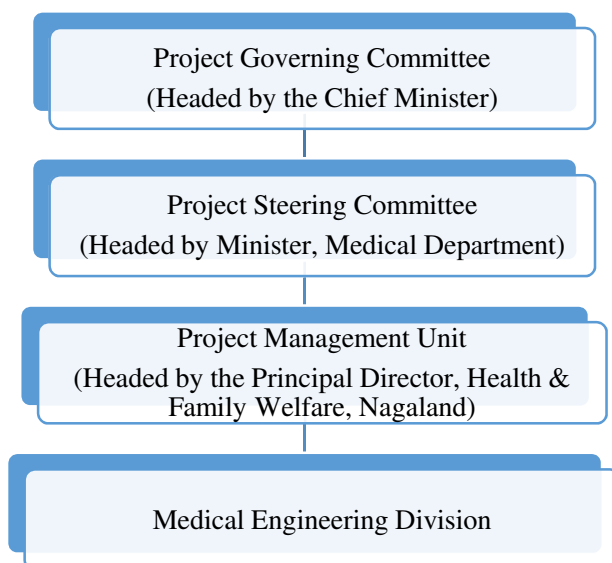 Project Governing Committee
(Headed by the Chief Minister)
Project Steering Committee
(Headed by Minister, Medical Department)
Project Management Unit
(Headed by the Principal Director, Health &
Family Welfare, Nagaland)
Medical Engineering Division